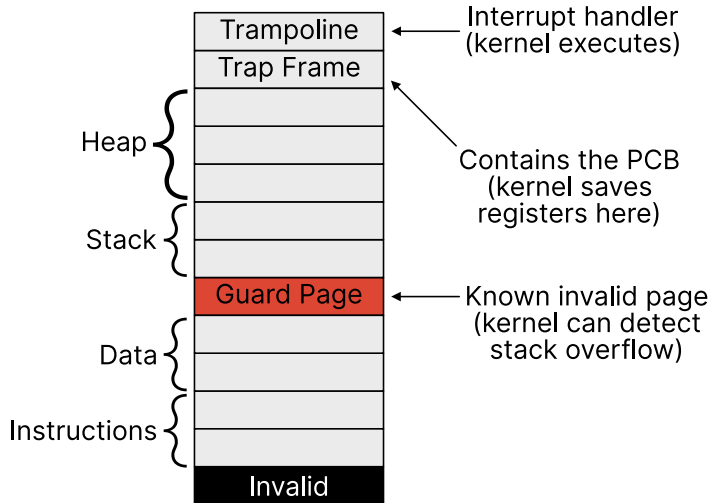 Trampoline
Interrupt handler
(kernel executes)
Trap Frame
Heap
Contains the PCB
(kernel saves
registers here)
Stack
Guard Page
Known invalid page
(kernel can detect
stack overflow)
Data
Instructions
Invalid